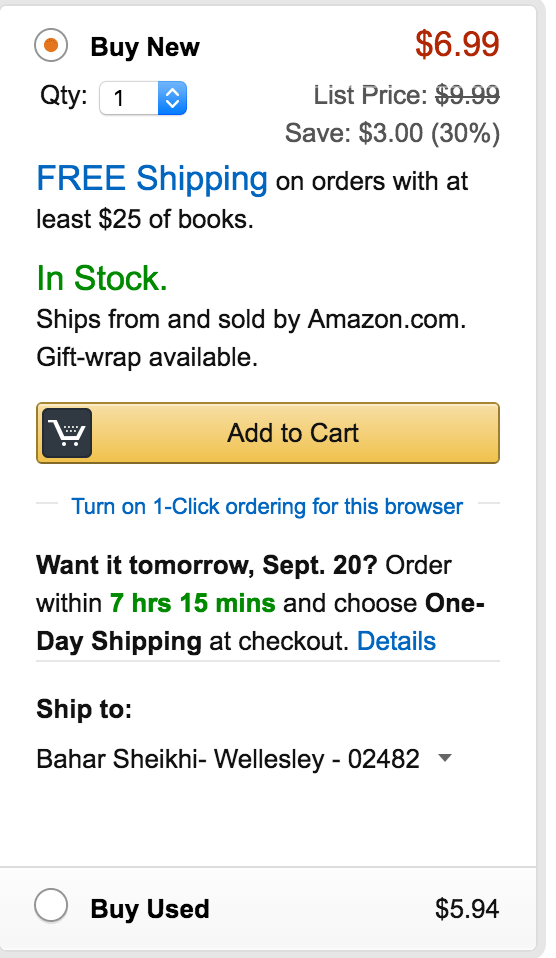 Buy New $6.99
Qty: 1 List Price: $9.99
Save: $3.00 (30%)
FREE Shipping on orders with at
least $25 of books.
In Stock.
Ships from and sold by Amazon.com.
Gift-wrap available.
Add to Cart
Turn on 1-Click ordering for this browser
Want it tomorrow, Sept. 20? Order
within 7 hrs 15 mins and choose One-
Day Shipping at checkout. Details
Ship to:
Bahar Sheikhi- Wellesley - 02482
Buy Used $5.94